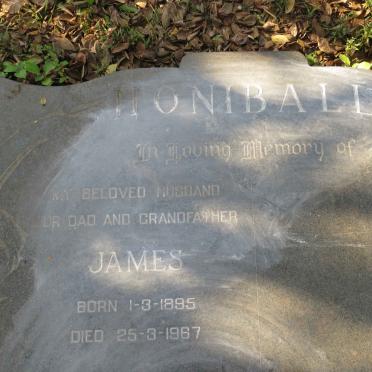 HONIBALL
In Loving Memory of
MY BELOVED HUSBAND
OUR DAD AND GRANDFATHER
JAMES
BORN 1-3-1895
DIED 25-3-1967